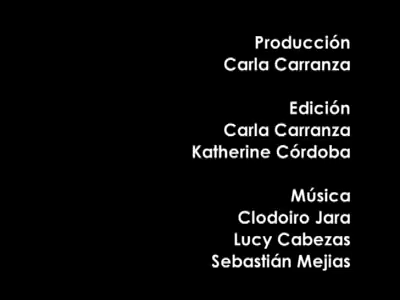 Producción
Carla Carranza
Edición
Carla Carranza
Katherine Córdoba
Música
Clodoiro Jara
Lucy Cabezas
Sebastián Mejias